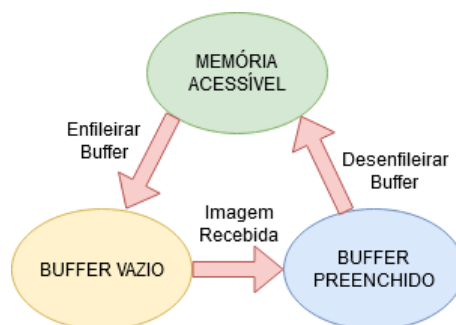 MEMÓRIA
ACESSÍVEL
Enfileirar
Buffer
Desenfileirar
Buffer
Imagem
Recebida
BUFFER VAZIO
BUFFER
PREENCHIDO